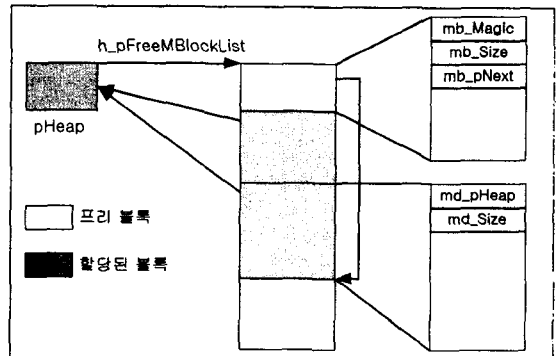 h_pFreeMBlockList
pHeap
mb_Magic
mb_Size
mb_pNext
md_pHeap
md_Size
프리 블록
할당된 블록